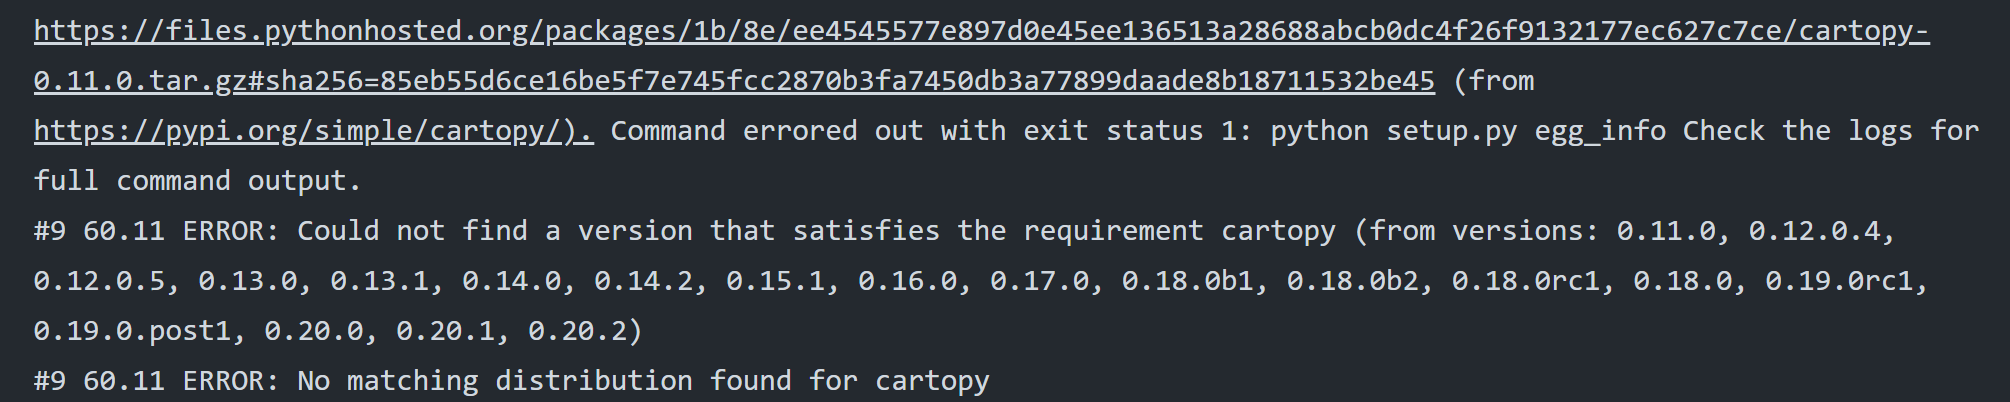 https://files.pythonhosted.org/packages/1b/8e/ee4545577e897d0e45ee136513a28688abcb0dc4f26f9132177ec627c7ce/cartopy-
0.11.0.tar.gz#sha256=85eb55d6ce16be5f7e745fcc2870b3fa7450db3a77899daade8b18711532be45 (from
https://pypi.org/simple/cartopy/). Command errored out with exit status 1: python setup.py egg_info Check the logs for
full command output.
#9 60.11 ERROR: Could not find a version that satisfies the requirement cartopy (from versions: 0.11.0, 0.12.0.4,
0.12.0.5, 0.13.0, 0.13.1, 0.14.0, 0.14.2, 0.15.1, 0.16.0, 0.17.0, 0.18.0b1, 0.18.0b2, 0.18.0rc1, 0.18.0, 0.19.0rc1,
0.19.0.post1, 0.20.0, 0.20.1, 0.20.2)
#9 60.11 ERROR: No matching distribution found for cartopy